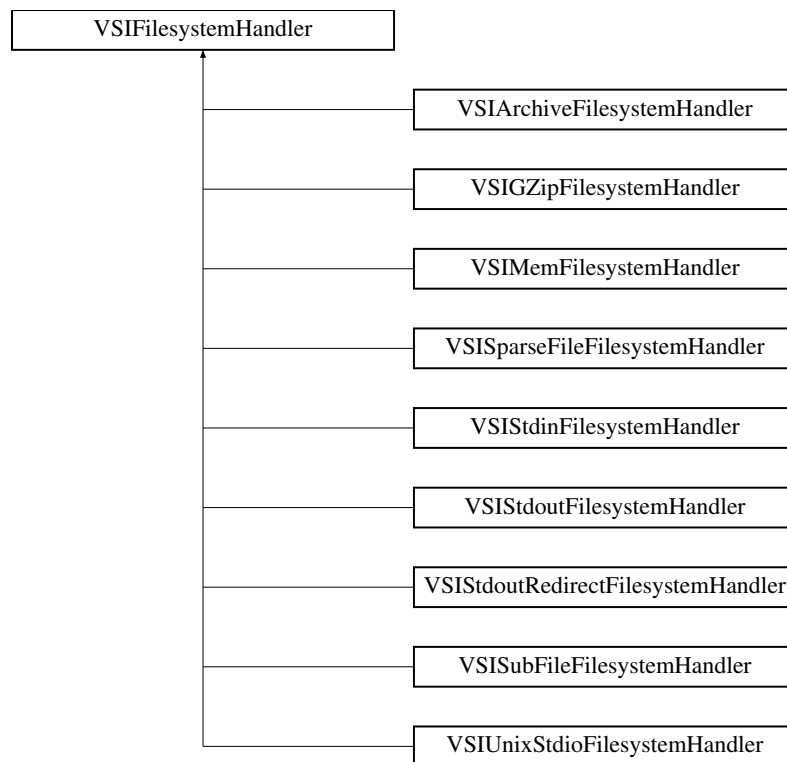 VSIFilesystemHandler
VSIArchiveFilesystemHandler
VSIGZipFilesystemHandler
VSIMemFilesystemHandler
VSISparseFileFilesystemHandler
VSIStdinFilesystemHandler
VSIStdoutFilesystemHandler
VSIStdoutRedirectFilesystemHandler
VSISubFileFilesystemHandler
VSIUnixStdioFilesystemHandler